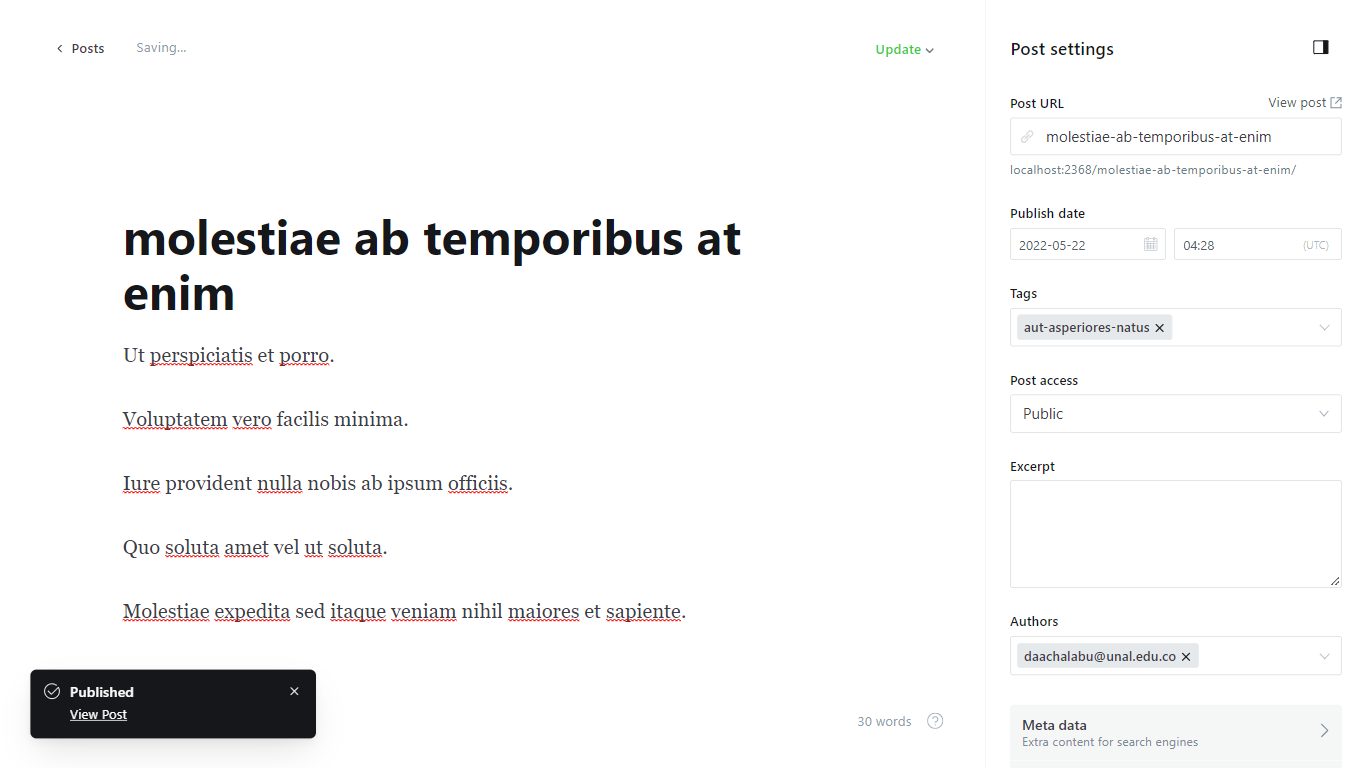 Posts
Saving...
Update
Post settings
Post URL
View post
molestiae-ab-temporibus-at-enim
localhost:2368/molestiae-ab-temporibus-at-enim/
Publish date
2022-05-22
04:28
(UTC)
Tags
aut-asperiores-natus
Post access
Public
Excerpt
Authors
daachalabu@unal.edu.co
Meta data
Extra content for search engines
molestiae ab temporibus at
enim
Ut perspiciatis et porro.
Voluptatem vero facilis minima.
Iure provident nulla nobis ab ipsum officiis.
Quo soluta amet vel ut soluta.
Molestiae expedita sed itaque veniam nihil maiores et sapiente.
Published
View Post
30 words
?